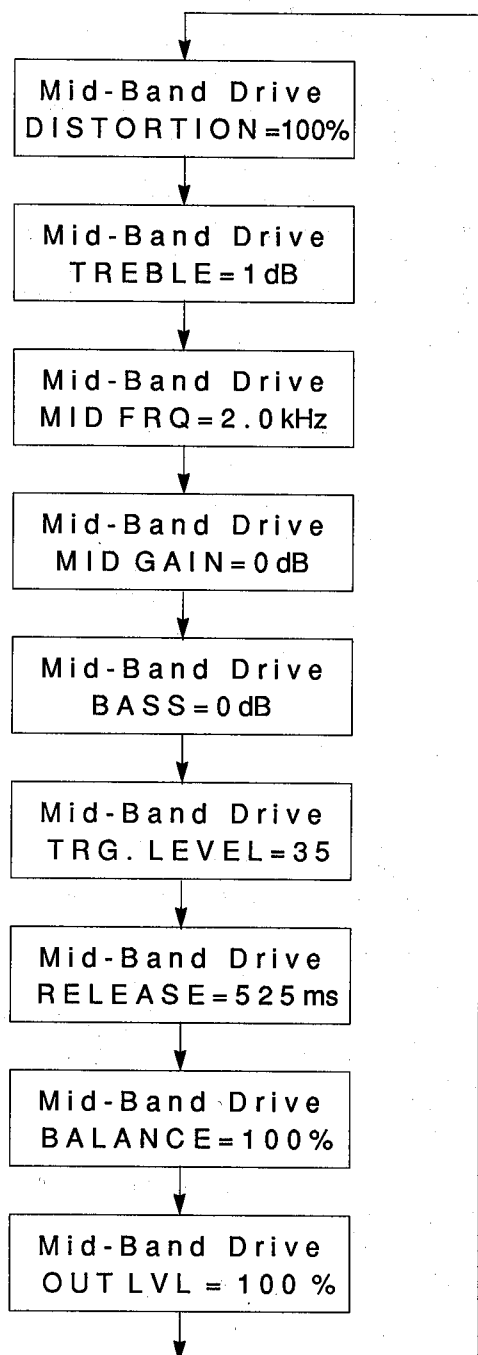 Mid-Band Drive
DISTORTION=100%
Mid-Band Drive
TREBLE=1dB
Mid-Band Drive
MID FRQ=2.0kHz
Mid-Band Drive
MID GAIN=0dB
Mid-Band Drive
BASS=0dB
Mid-Band Drive
TRG. LEVEL=35
Mid-Band Drive
RELEASE=525ms
Mid-Band Drive
BALANCE=100%
Mid-Band Drive
OUT LVL = 100 %